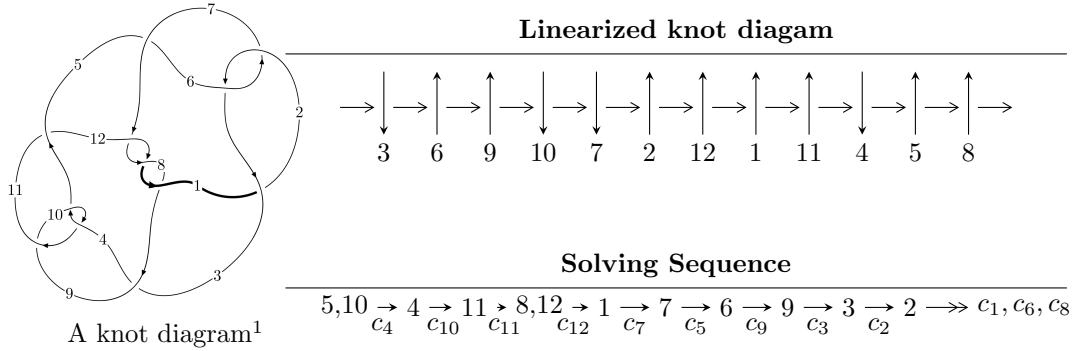 7
5
6
2
12
8
1
11
10
4
3
9
A knot diagram1
Linearized knot diagam
3 6 9 10 7 2 12 1 11 4 5 8
Solving Sequence
5,10 4 11 8,12 1 7 6 9 3 2 c1, c6, c8
c4 c10 c11 c12 c7 c5 c9 c3 c2